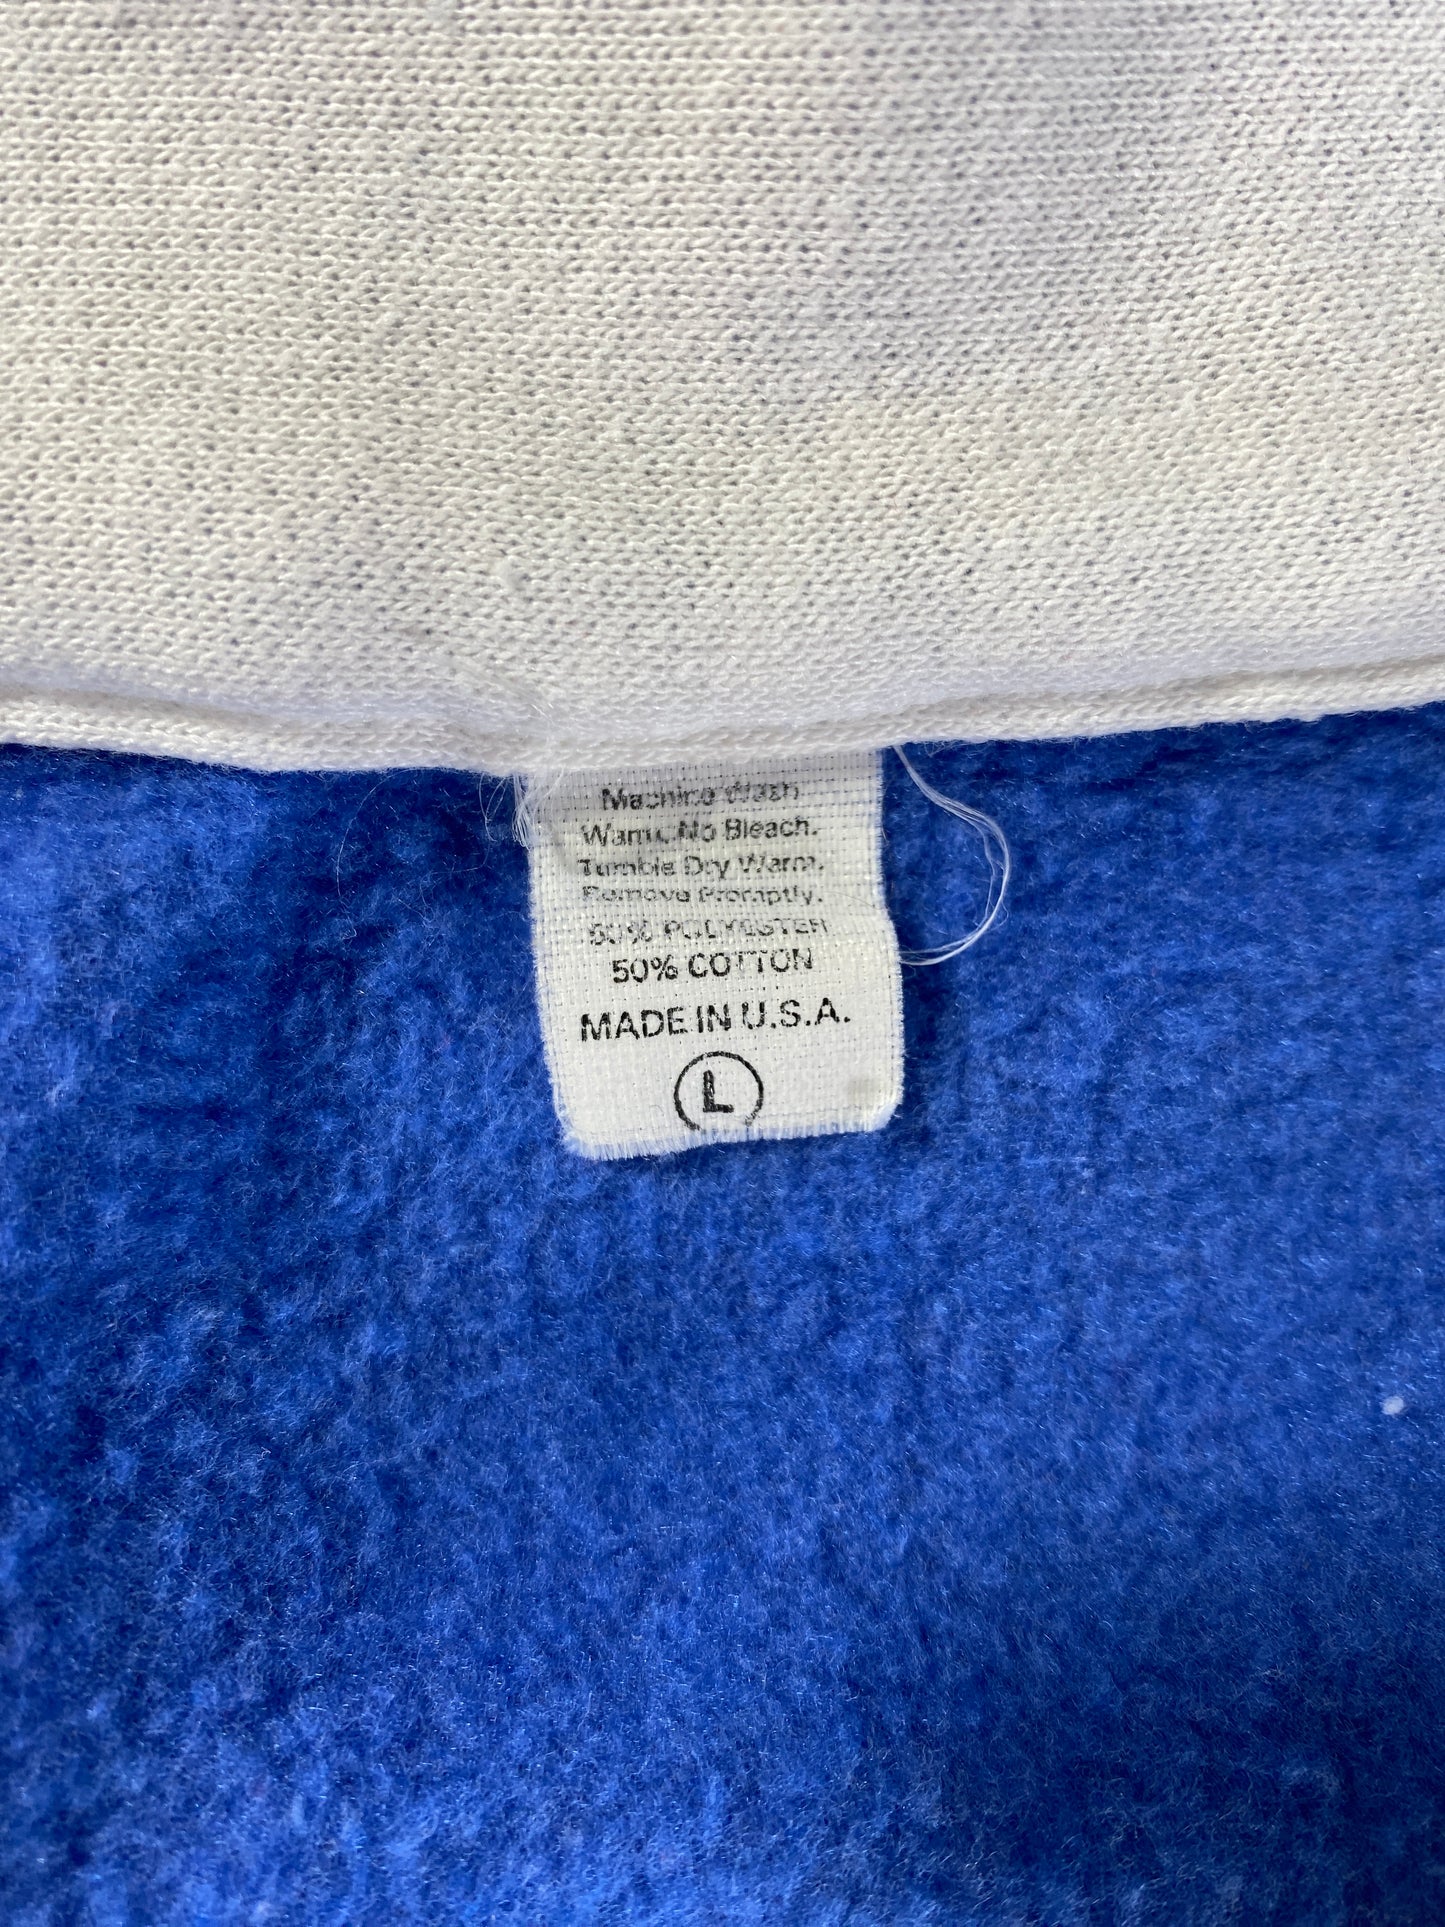 Machine Wash
Warm. No Bleach.
Tumble Dry Warm.
Remove Promptly.
50% POLYESTER
50% COTTON
MADE IN U.S.A.
L